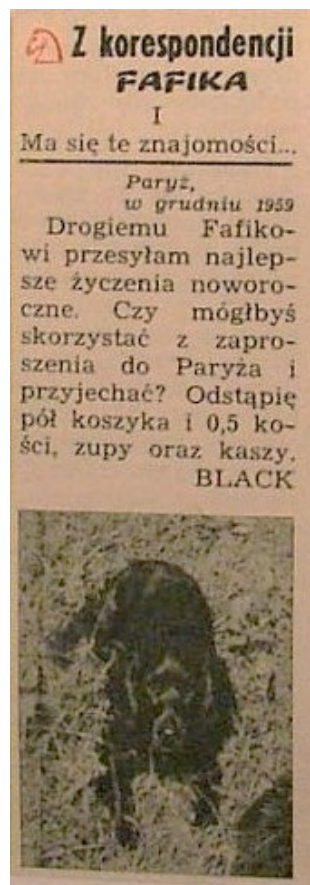 Z korespondencji
FAFIKA
I
Ma się te znajomości...
Paryż,
w grudniu 1959
Drogiemu Fafiko-
wi przesyłam najlep-
sze życzenia noworo-
czne. Czy mógłbyś
skorzystać z zapro-
szenia do Paryża i
przyjechać? Odstąpię
pół koszyka i 0,5 ko-
ści, zupy oraz kaszy.
BLACK